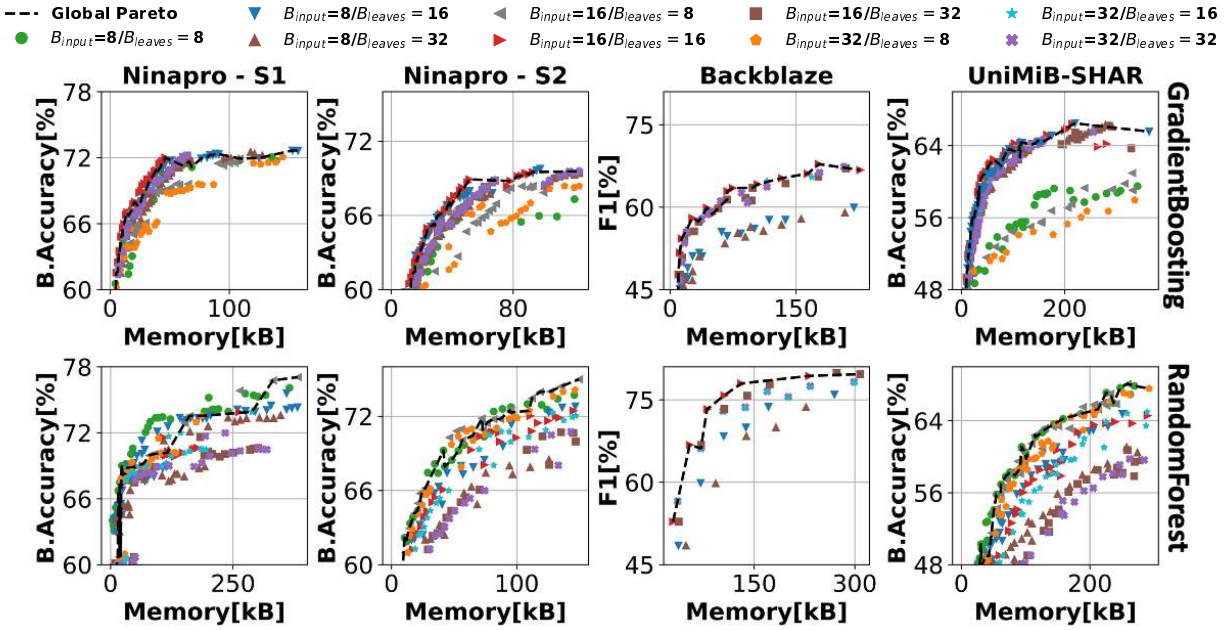 Global Pareto
B_input=8/B_leaves = 8
B_input=8/B_leaves = 16
B_input=8/B_leaves = 32
B_input=16/B_leaves = 8
B_input=16/B_leaves = 16
B_input=16/B_leaves = 32
B_input=32/B_leaves = 8
B_input=32/B_leaves = 16
B_input=32/B_leaves = 32
Ninapro - S1
B.Accuracy[%]
78
72
66
60
0 100
Memory[kB]
Ninapro - S2
B.Accuracy[%]
72
66
60
0 80
Memory[kB]
Backblaze
F1[%]
75
60
45
0 150
Memory[kB]
UniMiB-SHAR
B.Accuracy[%]
64
56
48
0 200
Memory[kB]
GradientBoosting
B.Accuracy[%]
78
72
66
60
0 250
Memory[kB]
B.Accuracy[%]
72
66
60
0 100
Memory[kB]
F1[%]
75
60
45
150 300
Memory[kB]
B.Accuracy[%]
64
56
48
0 200
Memory[kB]
RandomForest